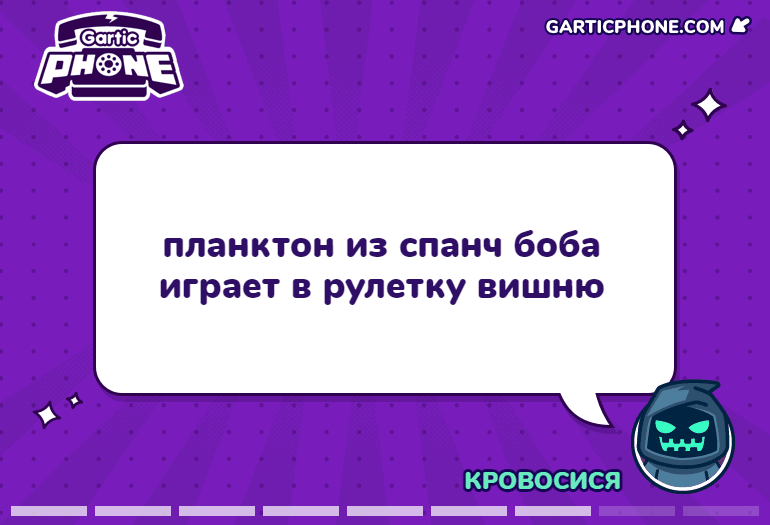 GARTICPHONE.COM
Gartic
PHONE
планктон из спанч боба
играет в рулетку вишню
КРОВОСИСЯ